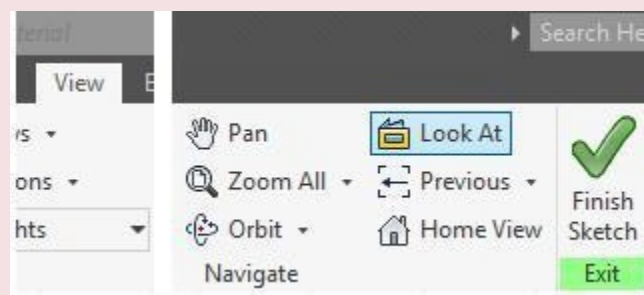 Search He
View
Pan
Look At
Zoom All
Previous
Orbit
Home View
Finish
Sketch
Navigate
Exit